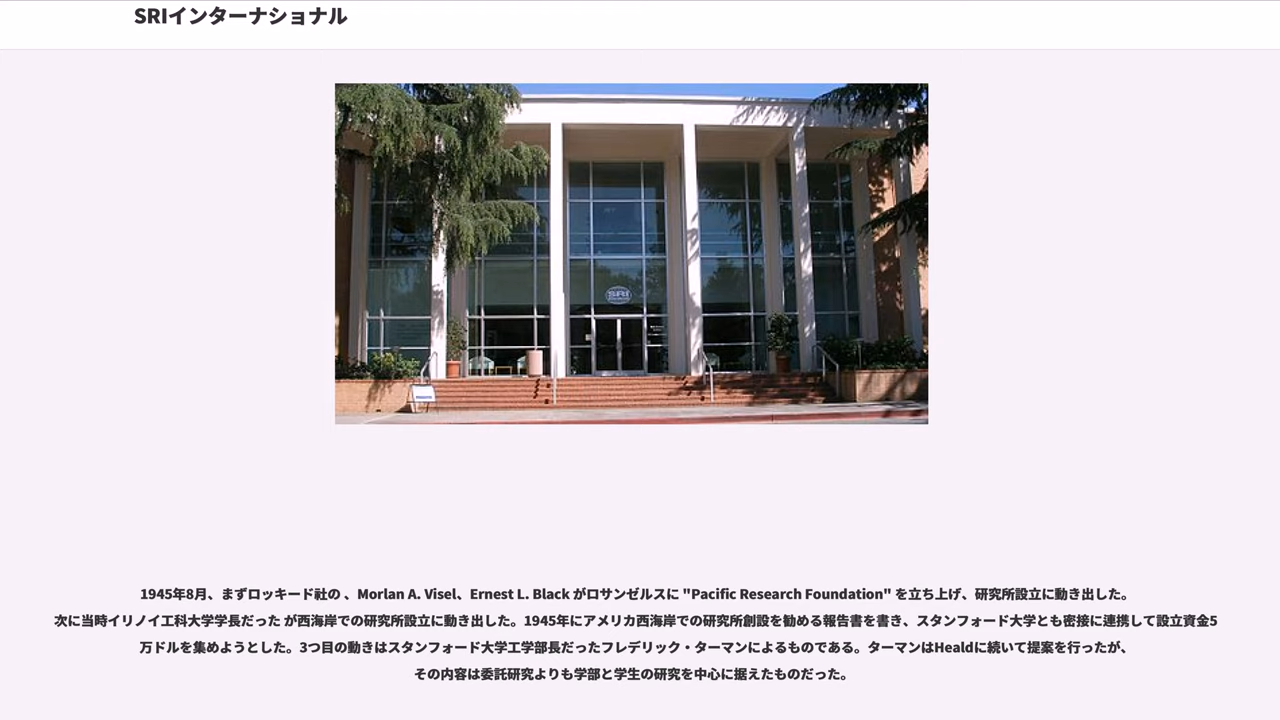 SRIインターナショナル
SRI
1945年8月、まずロッキード社の 、Morlan A. Visel、Ernest L. Black がロサンゼルスに "Pacific Research Foundation" を立ち上げ、研究所設立に動き出した。
次に当時イリノイ工科大学学長だった が西海岸での研究所設立に動き出した。1945年にアメリカ西海岸での研究所創設を勧める報告書を書き、スタンフォード大学とも密接に連携して設立資金5
万ドルを集めようとした。3つ目の動きはスタンフォード大学工学部長だったフレデリック・ターマンによるものである。ターマンはHealdに続いて提案を行ったが、
その内容は委託研究よりも学部と学生の研究を中心に据えたものだった。